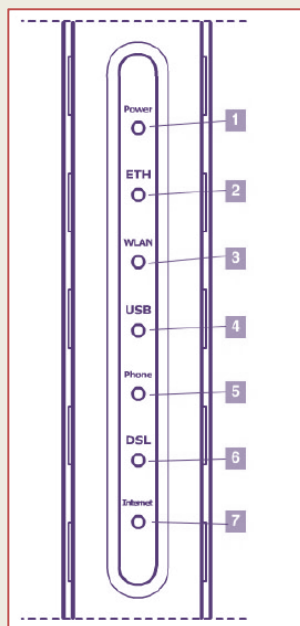 Power
1
ETH
2
WLAN
3
USB
4
Phone
5
DSL
6
Internet
7